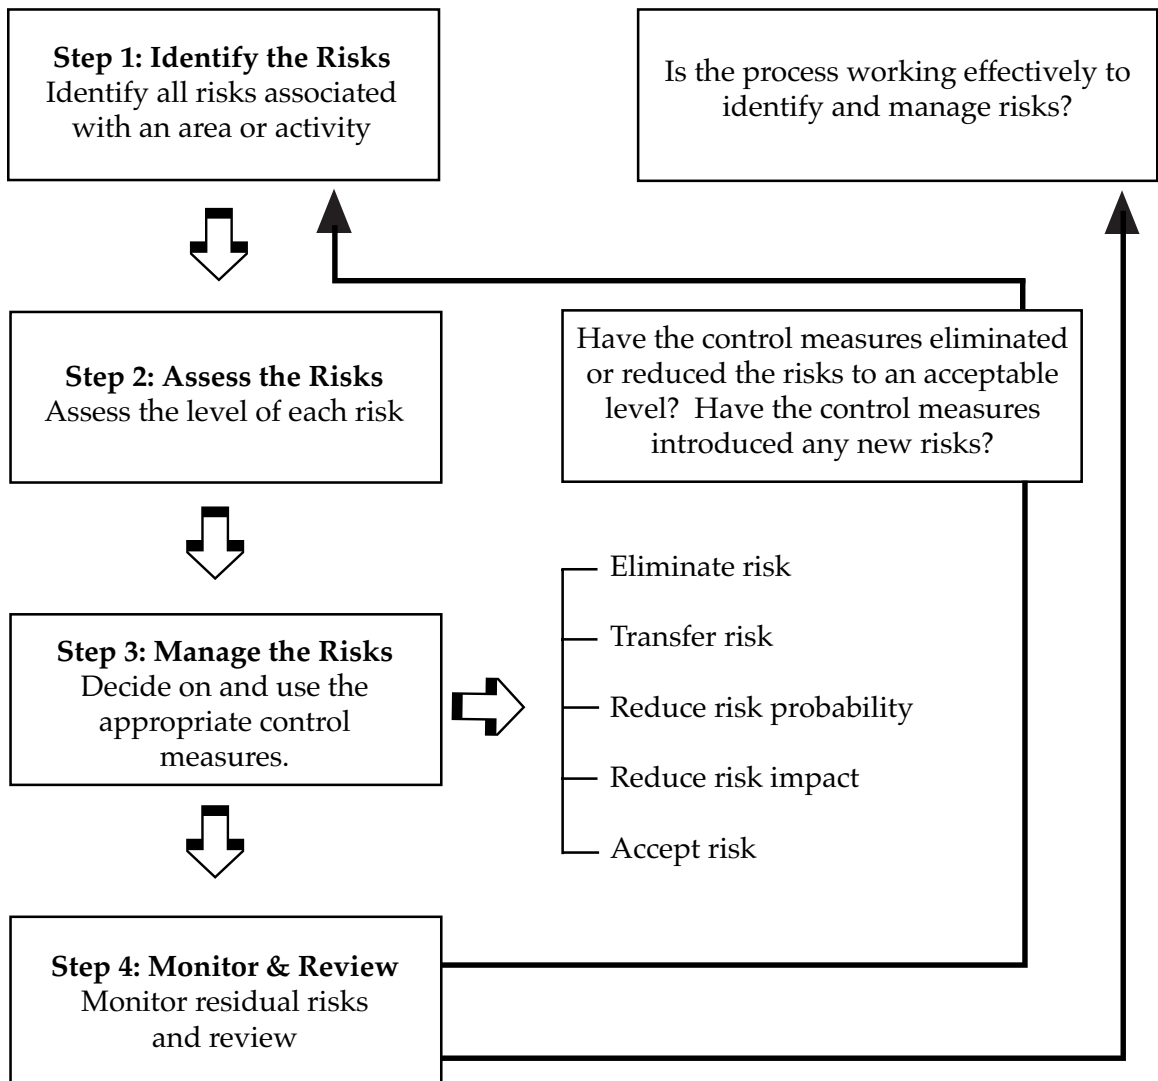 Step 1: Identify the Risks
Identify all risks associated
with an area or activity
Is the process working effectively to
identify and manage risks?
Step 2: Assess the Risks
Assess the level of each risk
Have the control measures eliminated
or reduced the risks to an acceptable
level?  Have the control measures
introduced any new risks?
Step 3: Manage the Risks
Decide on and use the
appropriate control
measures.
Eliminate risk
Transfer risk
Reduce risk probability
Reduce risk impact
Accept risk
Step 4: Monitor & Review
Monitor residual risks
and review